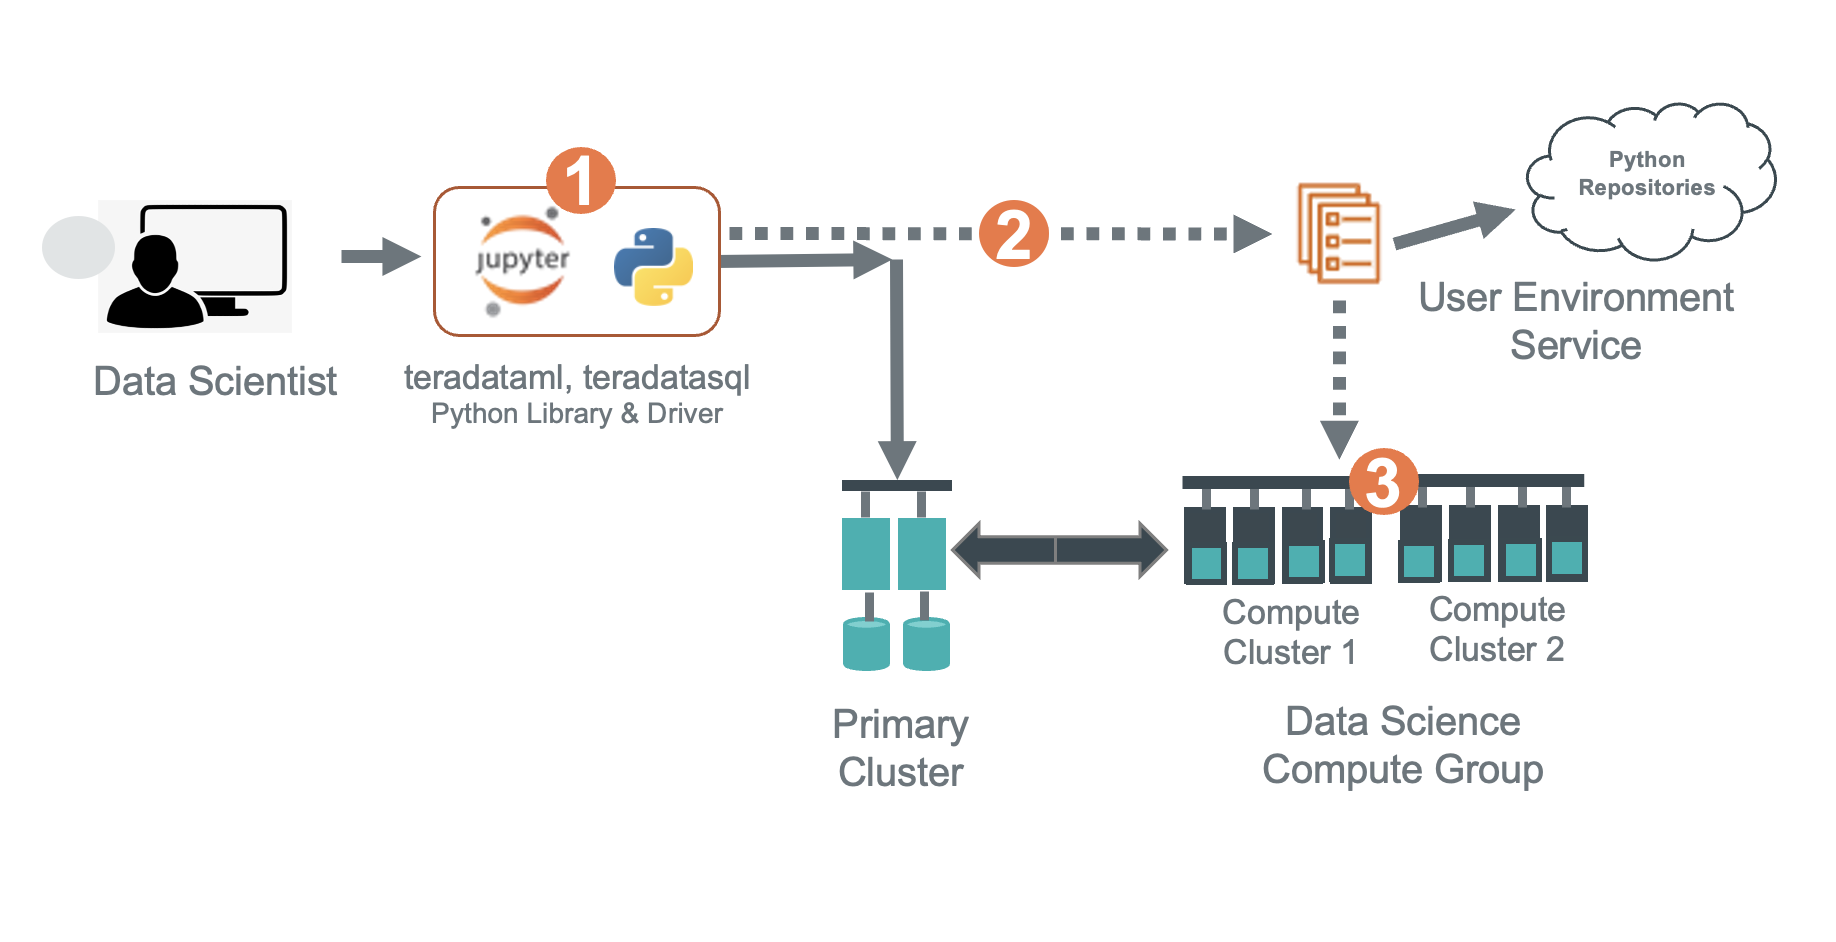 1
jupyter
2
Python
Repositories
User Environment
Service
Data Scientist
teradataml, teradatasql
Python Library & Driver
3
Compute
Cluster 1
Compute
Cluster 2
Primary
Cluster
Data Science
Compute Group